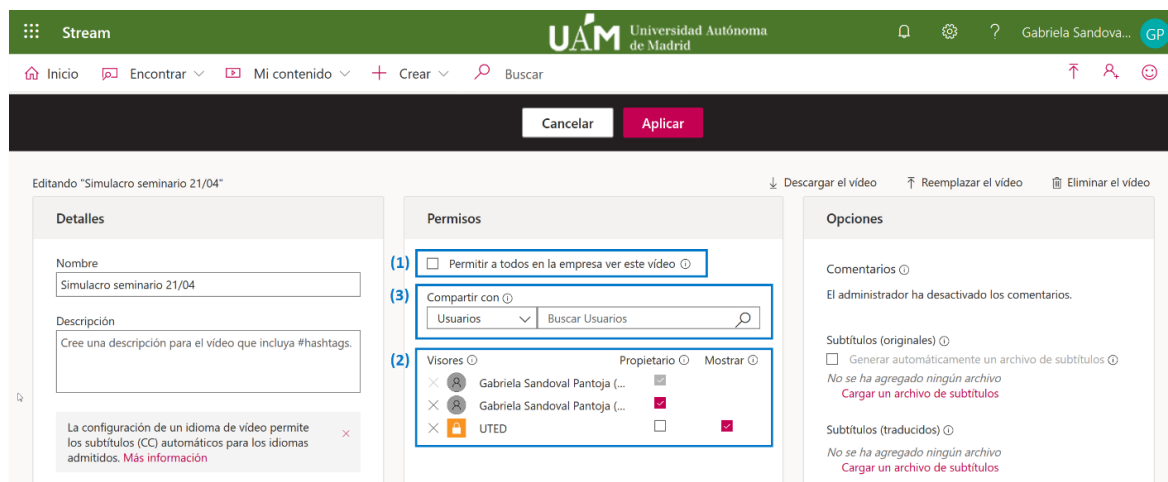 Stream
UAM Universidad Autónoma
de Madrid
Gabriela Sandova... GP
Inicio Encontrar Mi contenido Crear Buscar
Cancelar Aplicar
Editando "Simulacro seminario 21/04"
Descargar el vídeo Reemplazar el vídeo Eliminar el vídeo
Detalles
Nombre
Simulacro seminario 21/04
Descripción
Cree una descripción para el vídeo que incluya #hashtags.
La configuración de un idioma de vídeo permite
los subtítulos (CC) automáticos para los idiomas
admitidos. Más información
Permisos
(1) Permitir a todos en la empresa ver este vídeo
(3) Compartir con
Usuarios Buscar Usuarios
(2) Visores Propietario Mostrar
Gabriela Sandoval Pantoja (...
Gabriela Sandoval Pantoja (...
UTED
Opciones
Comentarios
El administrador ha desactivado los comentarios.
Subtítulos (originales)
Generar automáticamente un archivo de subtítulos
No se ha agregado ningún archivo
Cargar un archivo de subtítulos
Subtítulos (traducidos)
No se ha agregado ningún archivo
Cargar un archivo de subtítulos